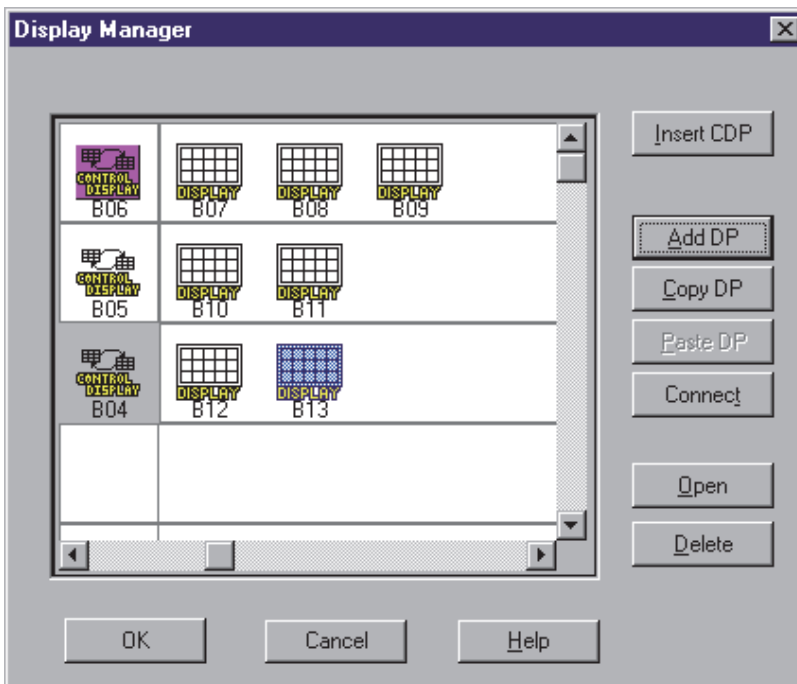 Display Manager
Insert CDP
CONTROL DISPLAY B06
DISPLAY B07
DISPLAY B08
DISPLAY B09
Add DP
CONTROL DISPLAY B05
DISPLAY B10
DISPLAY B11
Copy DP
Paste DP
CONTROL DISPLAY B04
DISPLAY B12
DISPLAY B13
Connect
Open
Delete
OK
Cancel
Help